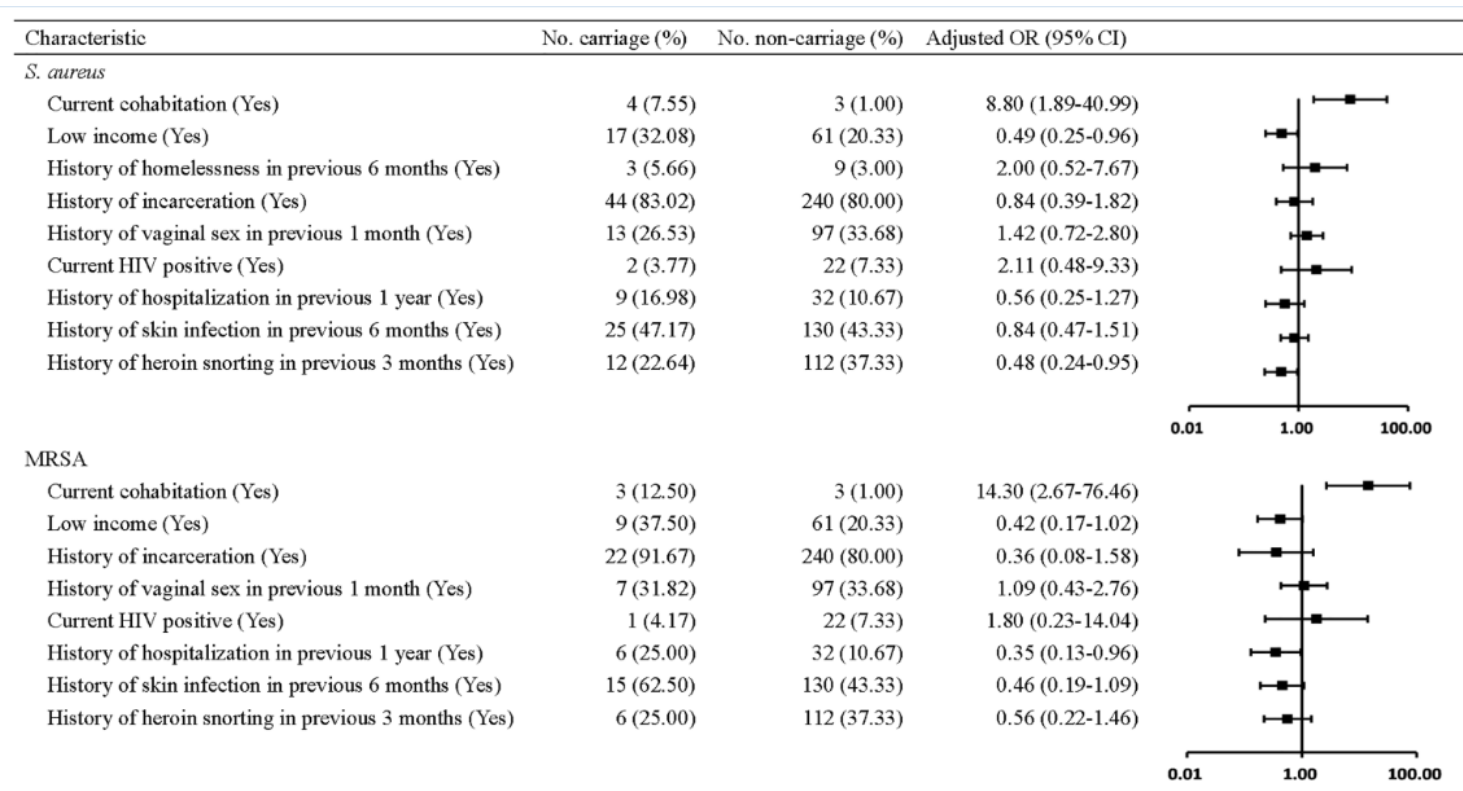 Characteristic No. carriage (%) No. non-carriage (%) Adjusted OR (95% CI)
S. aureus
Current cohabitation (Yes) 4 (7.55) 3 (1.00) 8.80 (1.89-40.99)
Low income (Yes) 17 (32.08) 61 (20.33) 0.49 (0.25-0.96)
History of homelessness in previous 6 months (Yes) 3 (5.66) 9 (3.00) 2.00 (0.52-7.67)
History of incarceration (Yes) 44 (83.02) 240 (80.00) 0.84 (0.39-1.82)
History of vaginal sex in previous 1 month (Yes) 13 (26.53) 97 (33.68) 1.42 (0.72-2.80)
Current HIV positive (Yes) 2 (3.77) 22 (7.33) 2.11 (0.48-9.33)
History of hospitalization in previous 1 year (Yes) 9 (16.98) 32 (10.67) 0.56 (0.25-1.27)
History of skin infection in previous 6 months (Yes) 25 (47.17) 130 (43.33) 0.84 (0.47-1.51)
History of heroin snorting in previous 3 months (Yes) 12 (22.64) 112 (37.33) 0.48 (0.24-0.95)
0.01 1.00 100.00
MRSA
Current cohabitation (Yes) 3 (12.50) 3 (1.00) 14.30 (2.67-76.46)
Low income (Yes) 9 (37.50) 61 (20.33) 0.42 (0.17-1.02)
History of incarceration (Yes) 22 (91.67) 240 (80.00) 0.36 (0.08-1.58)
History of vaginal sex in previous 1 month (Yes) 7 (31.82) 97 (33.68) 1.09 (0.43-2.76)
Current HIV positive (Yes) 1 (4.17) 22 (7.33) 1.80 (0.23-14.04)
History of hospitalization in previous 1 year (Yes) 6 (25.00) 32 (10.67) 0.35 (0.13-0.96)
History of skin infection in previous 6 months (Yes) 15 (62.50) 130 (43.33) 0.46 (0.19-1.09)
History of heroin snorting in previous 3 months (Yes) 6 (25.00) 112 (37.33) 0.56 (0.22-1.46)
0.01 1.00 100.00